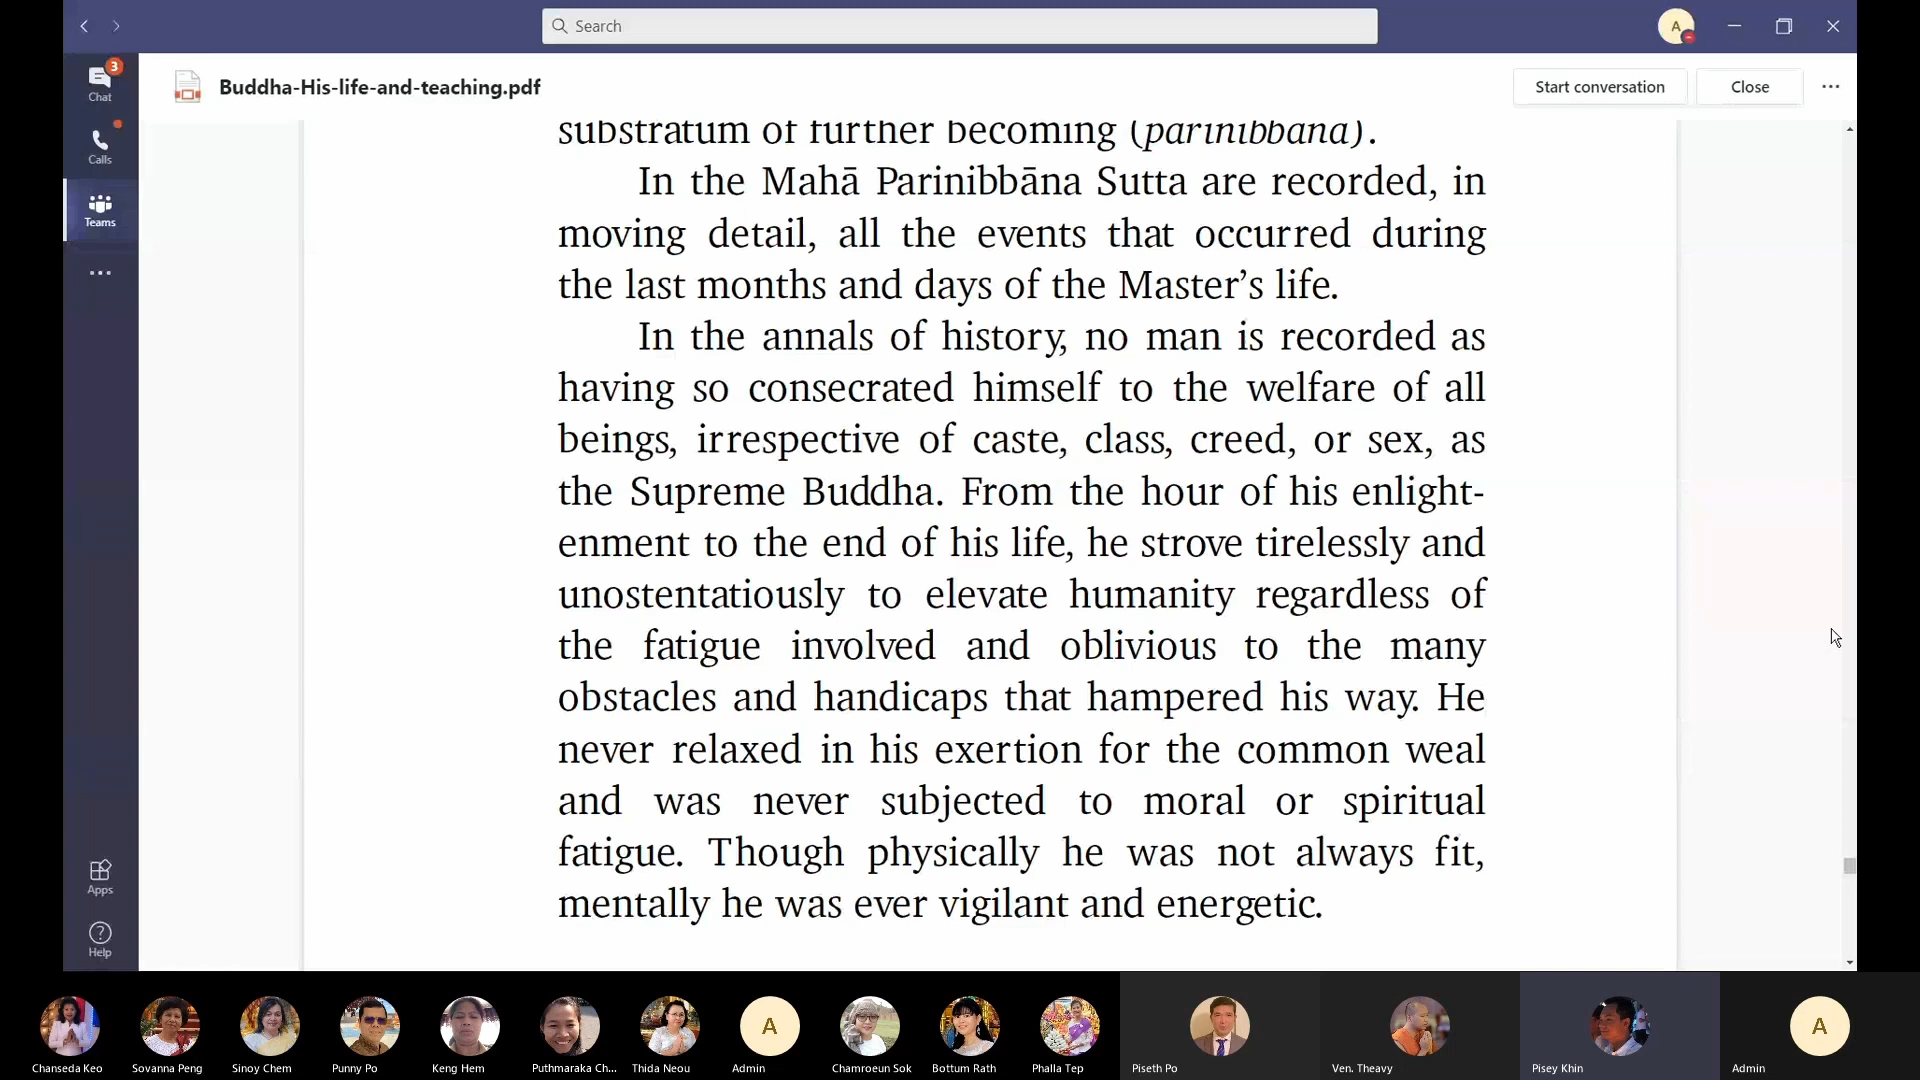 Search
A
3
Chat
Buddha-His-life-and-teaching.pdf
Start conversation
Close
Calls
Teams
Apps
Help
substratum of further becoming (parinibbana).
In the Mahā Parinibbāna Sutta are recorded, in
moving detail, all the events that occurred during
the last months and days of the Master’s life.
In the annals of history, no man is recorded as
having so consecrated himself to the welfare of all
beings, irrespective of caste, class, creed, or sex, as
the Supreme Buddha. From the hour of his enlight-
enment to the end of his life, he strove tirelessly and
unostentatiously to elevate humanity regardless of
the fatigue involved and oblivious to the many
obstacles and handicaps that hampered his way. He
never relaxed in his exertion for the common weal
and was never subjected to moral or spiritual
fatigue. Though physically he was not always fit,
mentally he was ever vigilant and energetic.
A
A
Chanseda Keo
Sovanna Peng
Sinoy Chem
Punny Po
Keng Hem
Puthmaraka Ch...
Thida Neou
Admin
Chamroeun Sok
Bottum Rath
Phalla Tep
Piseth Po
Ven. Theavy
Pisey Khin
Admin